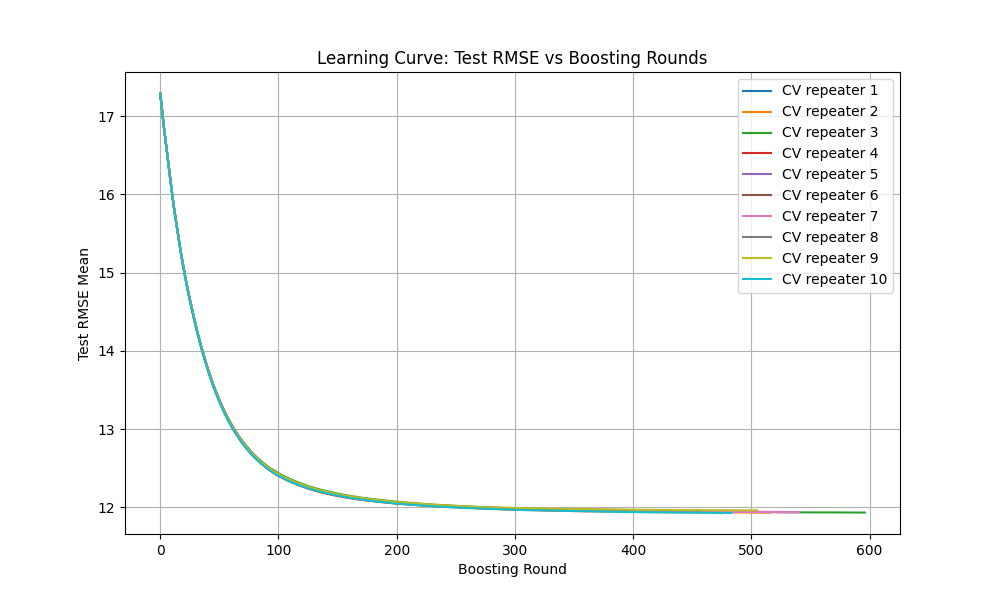 Learning Curve: Test RMSE vs Boosting Rounds
CV repeater 1
CV repeater 2
CV repeater 3
CV repeater 4
CV repeater 5
CV repeater 6
CV repeater 7
CV repeater 8
CV repeater 9
CV repeater 10
Test RMSE Mean
17
16
15
14
13
12
0 100 200 300 400 500 600
Boosting Round